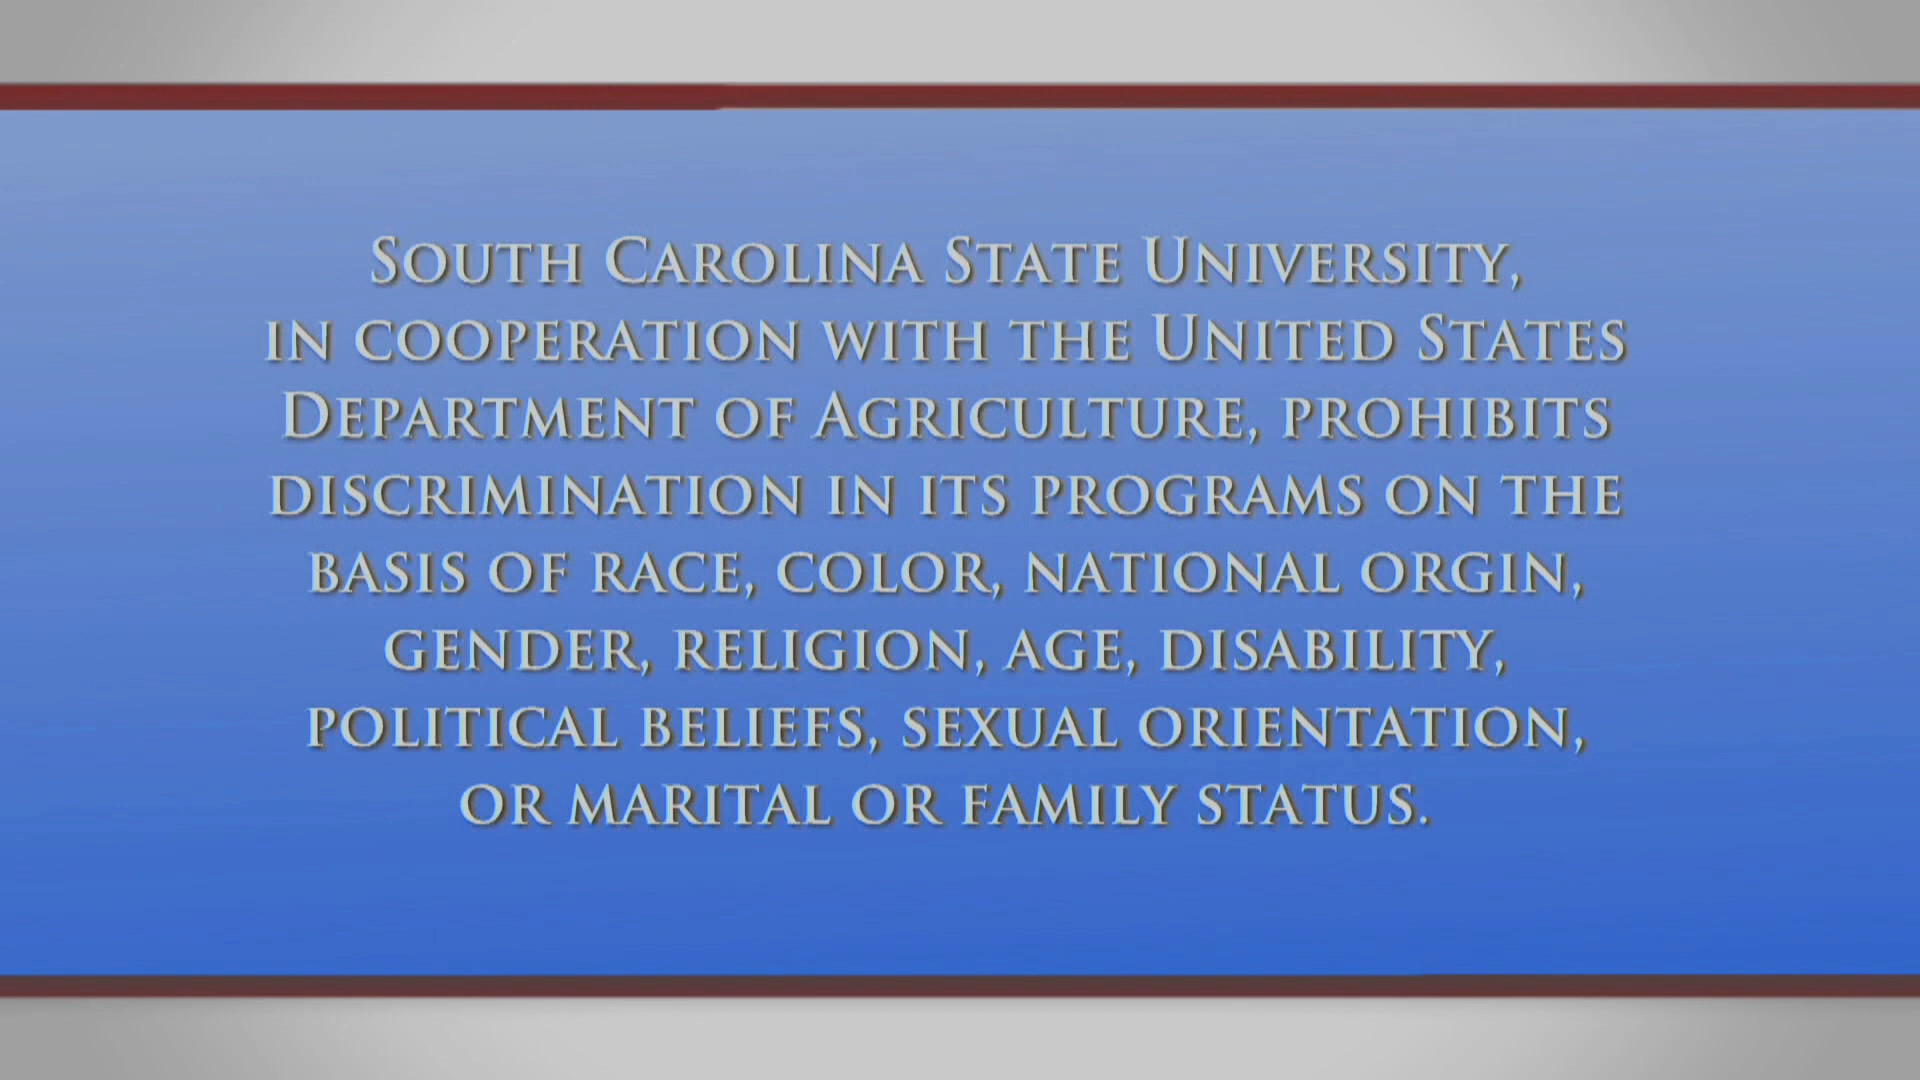 South Carolina State University,
in cooperation with the United States
Department of Agriculture, prohibits
discrimination in its programs on the
basis of race, color, national orgin,
gender, religion, age, disability,
political beliefs, sexual orientation,
or marital or family status.